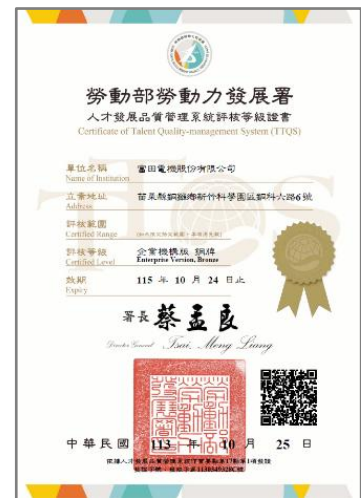 勞動部勞動力發展署
人才發展品質管理系統評核等級證書
Certificate of Talent Quality-management System (TTQS)
單位名稱 富田電機股份有限公司
Name of Institution
立案地址 苗栗縣銅鑼鄉新竹科學園區銅科六路6號
Address
評核範圍
Certified Range
評核等級 企業機構版 銅牌
Certified Level Enterprise Version, Bronze
效期 115 年 10 月 24 日止
Expiry
署長 蔡孟良
Director General Tsai, Meng Liang
中華民國 113 年 10 月 25 日